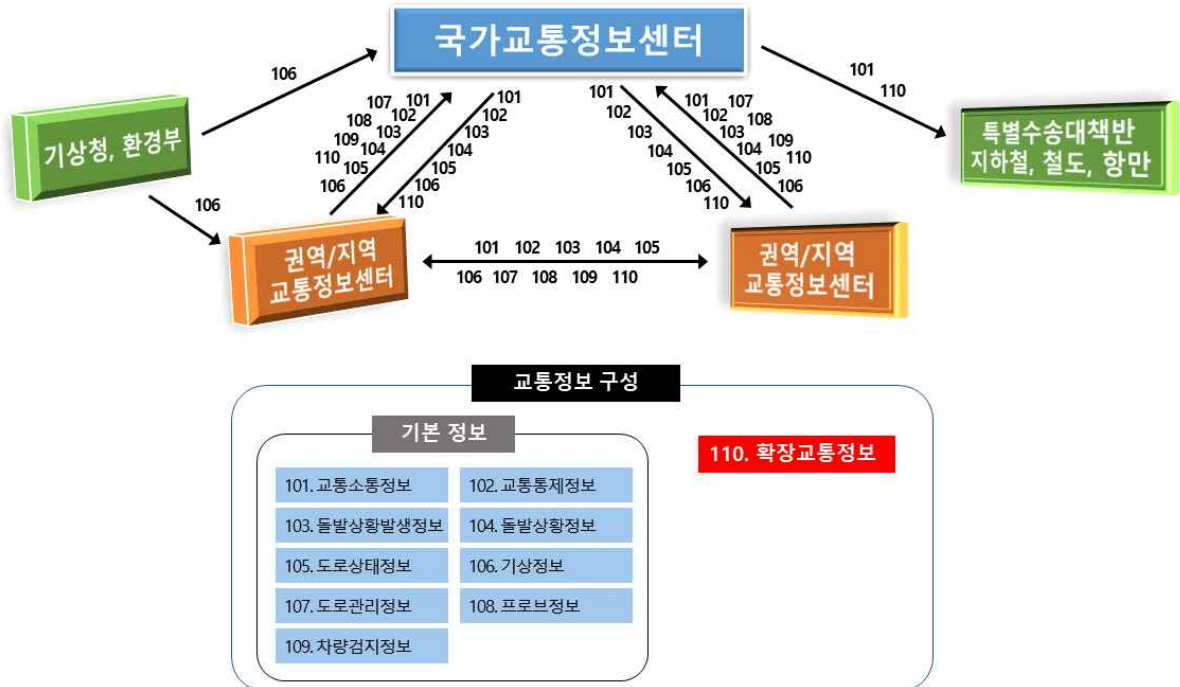 국가교통정보센터
106
101
110
기상청, 환경부
특별수송대책반
지하철, 철도, 항만
107 101
108 102
109 103
110 104
105
106
101
102
103
104
105
106
110
101
102
103
104
105
106
110
101 107
102 108
103 109
104 110
105
106
106
권역/지역
교통정보센터
101 102 103 104 105
106 107 108 109 110
권역/지역
교통정보센터
교통정보 구성
기본 정보
110. 확장교통정보
101. 교통소통정보
102. 교통통제정보
103. 돌발상황발생정보
104. 돌발상황정보
105. 도로상태정보
106. 기상정보
107. 도로관리정보
108. 프로브정보
109. 차량검지정보